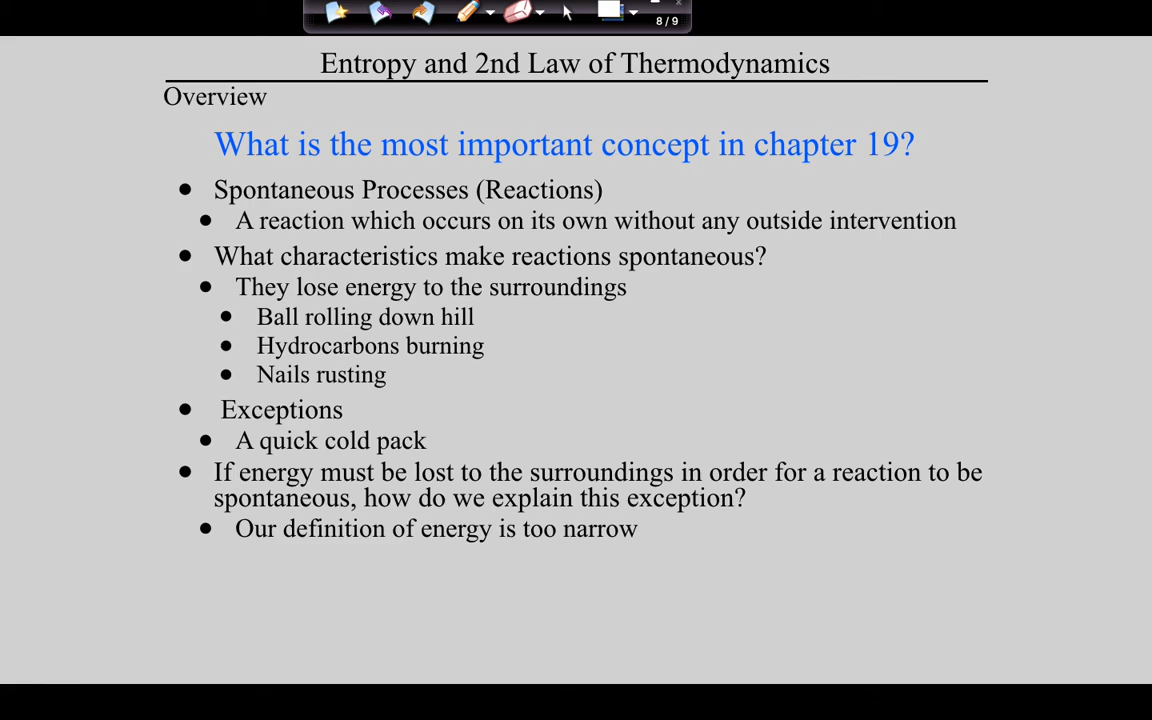 8/9
Entropy and 2nd Law of Thermodynamics
Overview
What is the most important concept in chapter 19?
• Spontaneous Processes (Reactions)
• A reaction which occurs on its own without any outside intervention
• What characteristics make reactions spontaneous?
• They lose energy to the surroundings
• Ball rolling down hill
• Hydrocarbons burning
• Nails rusting
• Exceptions
• A quick cold pack
• If energy must be lost to the surroundings in order for a reaction to be
spontaneous, how do we explain this exception?
• Our definition of energy is too narrow